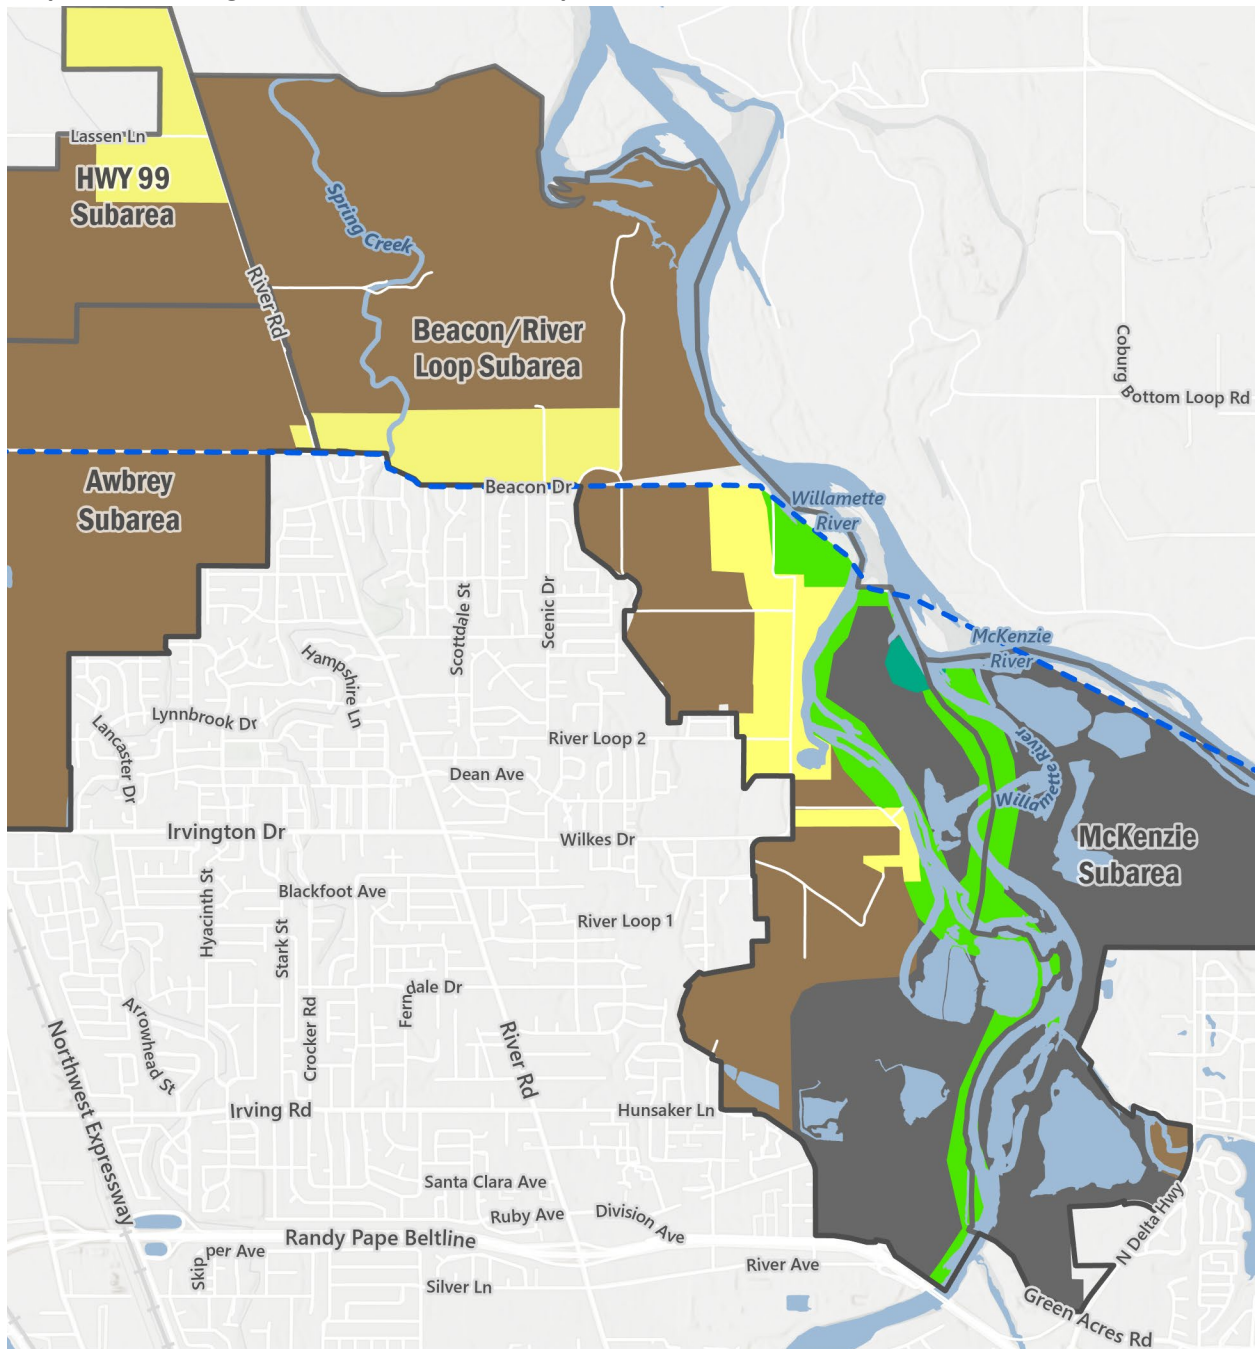 Lassen Ln
HWY 99
Subarea
Spring Creek
River Rd
Beacon/River
Loop Subarea
Coburg Bottom Loop Rd
Awbrey
Subarea
Beacon Dr
Willamette
River
Scottdale St
Scenic Dr
McKenzie
River
Hampshire Ln
Lynnbrook Dr
Lancaster Dr
River Loop 2
Dean Ave
Willamette River
Irvington Dr
Wilkes Dr
McKenzie
Subarea
Hyacinth St
Blackfoot Ave
Stark St
River Loop 1
Ferndale Dr
Arrowhead St
Crocker Rd
River Rd
Northwest Expressway
Irving Rd
Hunsaker Ln
Santa Clara Ave
Ruby Ave
Division Ave
N Delta Hwy
Randy Pape Beltline
Skipper Ave
River Ave
Silver Ln
Green Acres Rd